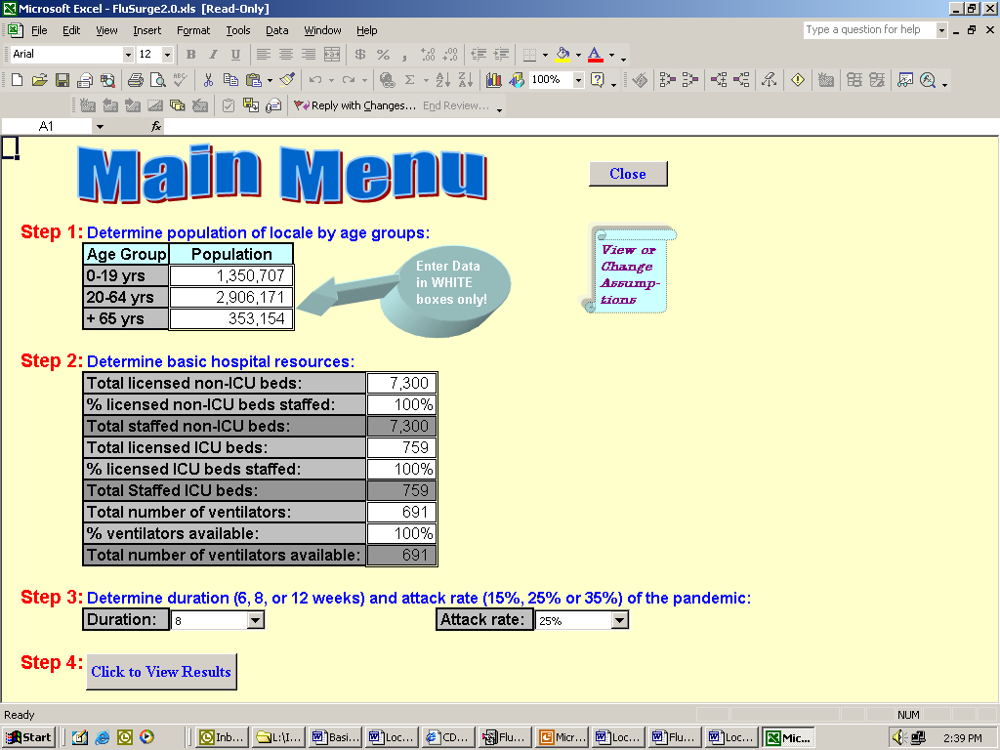 Microsoft Excel - FluSurge2.0.xls [Read-Only]
File Edit View Insert Format Tools Data Window Help
Type a question for help
Arial 12 B I U $ % ,
100%
Reply with Changes... End Review...
A1 fx
Main Menu
Close
Step 1: Determine population of locale by age groups:
Age Group Population
0-19 yrs 1,350,707
20-64 yrs 2,906,171
+ 65 yrs 353,154
Enter Data
in WHITE
boxes only!
View or
Change
Assump-
tions
Step 2: Determine basic hospital resources:
Total licensed non-ICU beds: 7,300
% licensed non-ICU beds staffed: 100%
Total staffed non-ICU beds: 7,300
Total licensed ICU beds: 759
% licensed ICU beds staffed: 100%
Total Staffed ICU beds: 759
Total number of ventilators: 691
% ventilators available: 100%
Total number of ventilators available: 691
Step 3: Determine duration (6, 8, or 12 weeks) and attack rate (15%, 25% or 35%) of the pandemic:
Duration: 8 Attack rate: 25%
Step 4: Click to View Results
Ready NUM
Start Inb... L:\I... Basi... Loc... CD... Flu... Micr... Loc... Flu... Loc... Mic... 2:39 PM